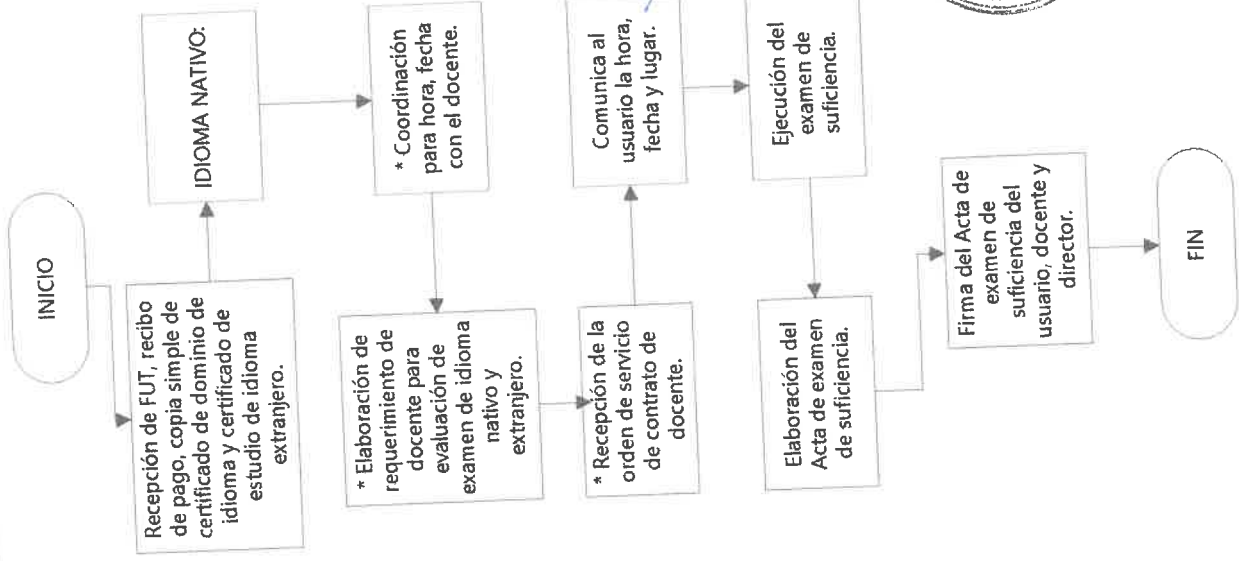 INICIO
Recepción de FUT, recibo
de pago, copia simple de
certificado de dominio de
idioma y certificado de
estudio de idioma
extranjero.
IDIOMA NATIVO:
* Coordinación
para hora, fecha
con el docente.
* Elaboración de
requerimiento de
docente para
evaluación de
examen de idioma
nativo y
extranjero.
* Recepción de la
orden de servicio
de contrato de
docente.
Comunica al
usuario la hora,
fecha y lugar.
Ejecución del
examen de
suficiencia.
Elaboración del
Acta de examen
de suficiencia.
Firma del Acta de
examen de
suficiencia del
usuario, docente y
director.
FIN